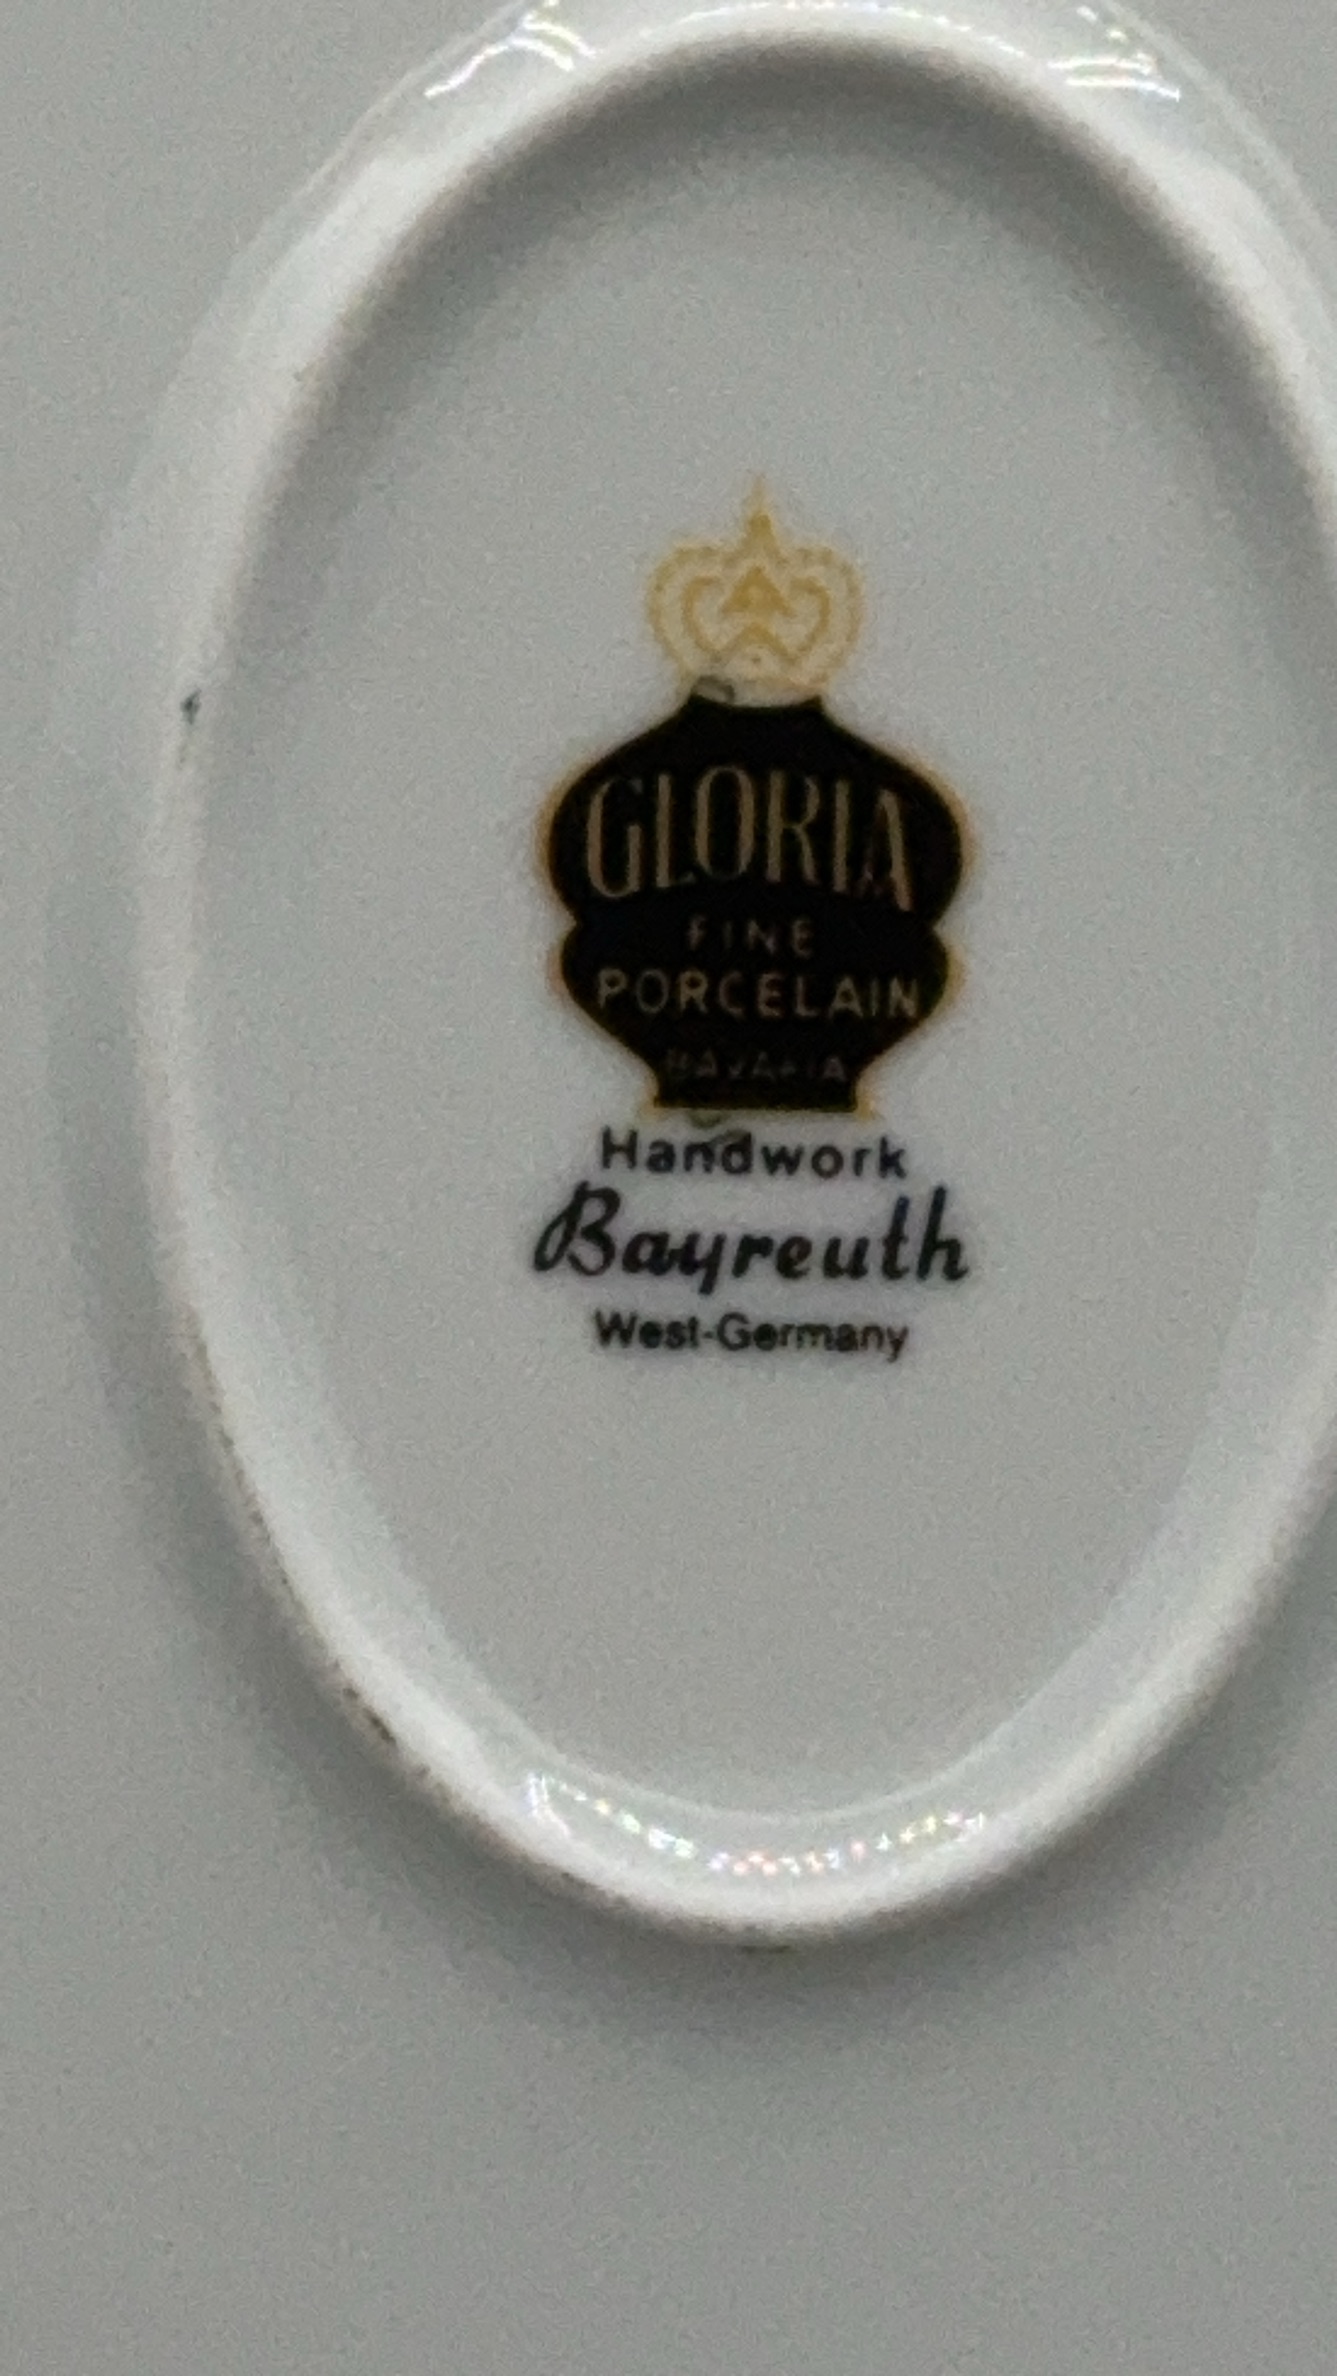 GLORIA
FINE
PORCELAIN
BAVARIA
Handwork
Bayreuth
West-Germany